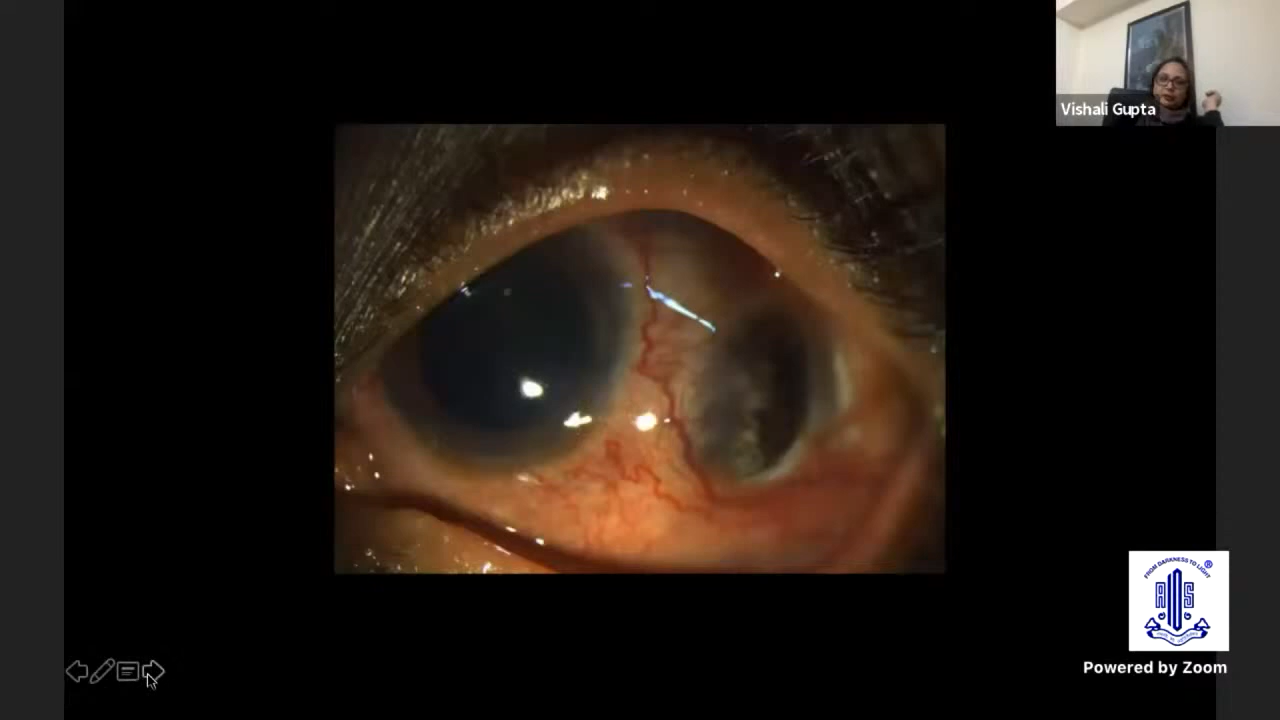 Vishali Gupta
FROM DARKNESS TO LIGHT
®
AIOS
Powered by Zoom